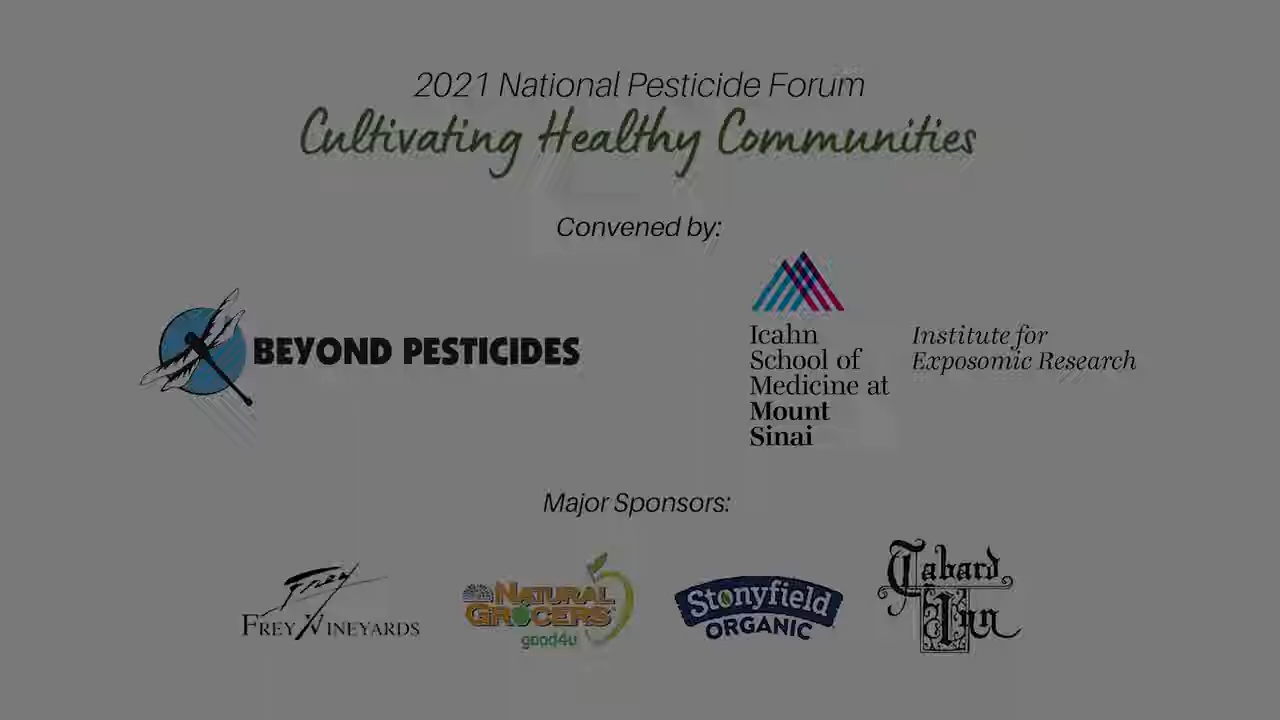 2021 National Pesticide Forum
Cultivating Healthy Communities
Convened by:
BEYOND PESTICIDES
Icahn
School of
Medicine at
Mount
Sinai
Institute for
Exposomic Research
Major Sponsors:
Frey
FREY VINEYARDS
NATURAL
GROCERS
good4u
Stonyfield
ORGANIC
Tabard
Inn